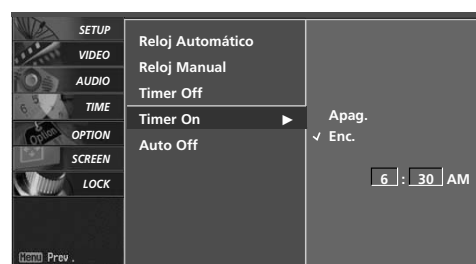 SETUP
VIDEO
AUDIO
TIME
OPTION
SCREEN
LOCK
Menu Prev.
Reloj Automático
Reloj Manual
Timer Off
Timer On ▶
Auto Off
Apag.
✓ Enc.
6 : 30 AM